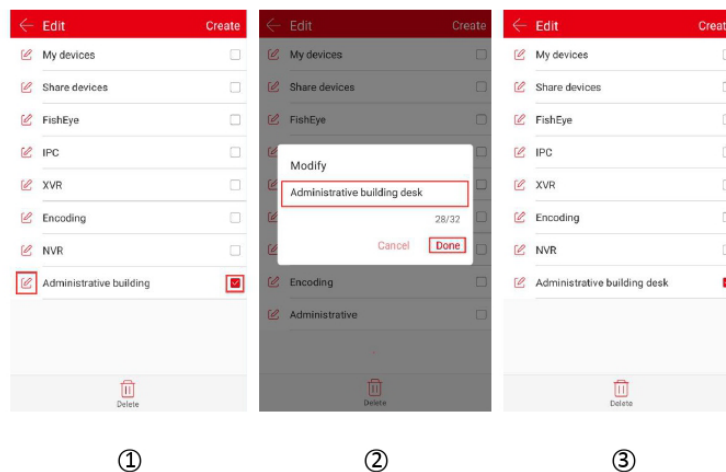 Edit Create
My devices
Share devices
FishEye
IPC
XVR
Encoding
NVR
Administrative building
Delete
①
Edit Create
My devices
Share devices
FishEye
Modify
Administrative building desk
28/32
Cancel Done
Encoding
Administrative
Delete
②
Edit Creat
My devices
Share devices
FishEye
IPC
XVR
Encoding
NVR
Administrative building desk
Delete
③